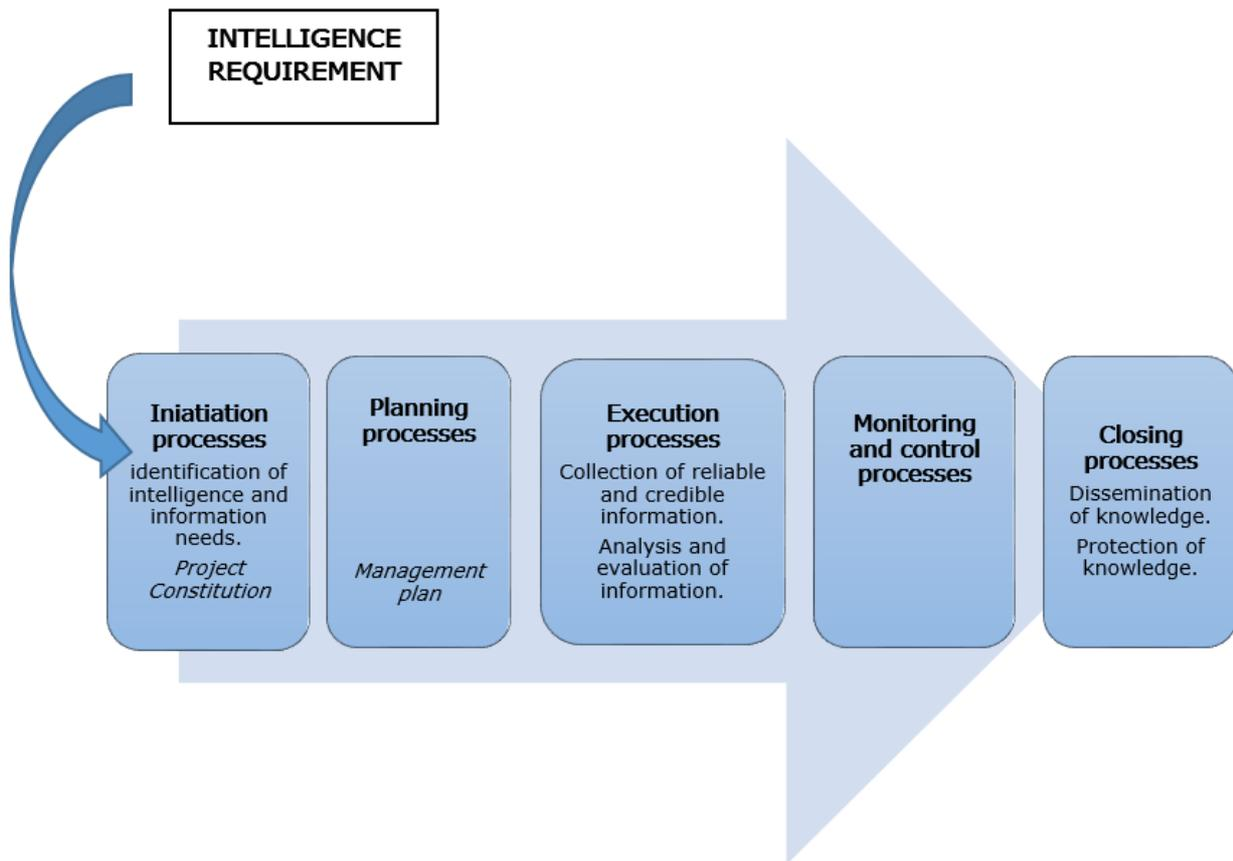 INTELLIGENCE
REQUIREMENT
Iniatiation
processes
identification of
intelligence and
information
needs.
Project
Constitution
Planning
processes
Management
plan
Execution
processes
Collection of reliable
and credible
information.
Analysis and
evaluation of
information.
Monitoring
and control
processes
Closing
processes
Dissemination
of knowledge.
Protection of
knowledge.